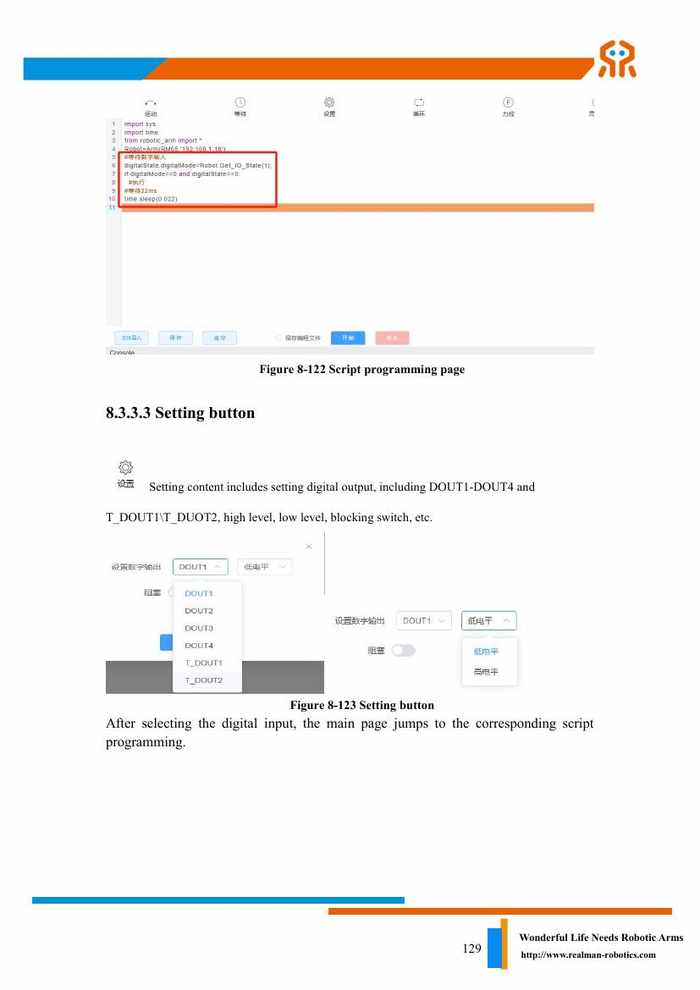 运动
等待
设置
循环
力控
1 import sys
2 import time
3 from robotic_arm import *
4 Robot=Arm(RM65,'192.168.1.18')
5 #等待数字输入
6 digitalState,digitalMode=Robot.Get_IO_State(1);
7 if digitalMode==0 and digitalState==0:
8 #执行
9 #等待22ms
10 time.sleep(0.022)
11
保存
保存编程文件
开始
Console
Figure 8-122 Script programming page
8.3.3.3 Setting button
设置
Setting content includes setting digital output, including DOUT1-DOUT4 and
T_DOUT1\T_DUOT2, high level, low level, blocking switch, etc.
设置数字输出 DOUT1 低电平
阻塞
DOUT1
DOUT2
DOUT3
DOUT4
T_DOUT1
T_DOUT2
设置数字输出 DOUT1 低电平
阻塞
低电平
高电平
Figure 8-123 Setting button
After selecting the digital input, the main page jumps to the corresponding script
programming.
129
Wonderful Life Needs Robotic Arms
http://www.realman-robotics.com